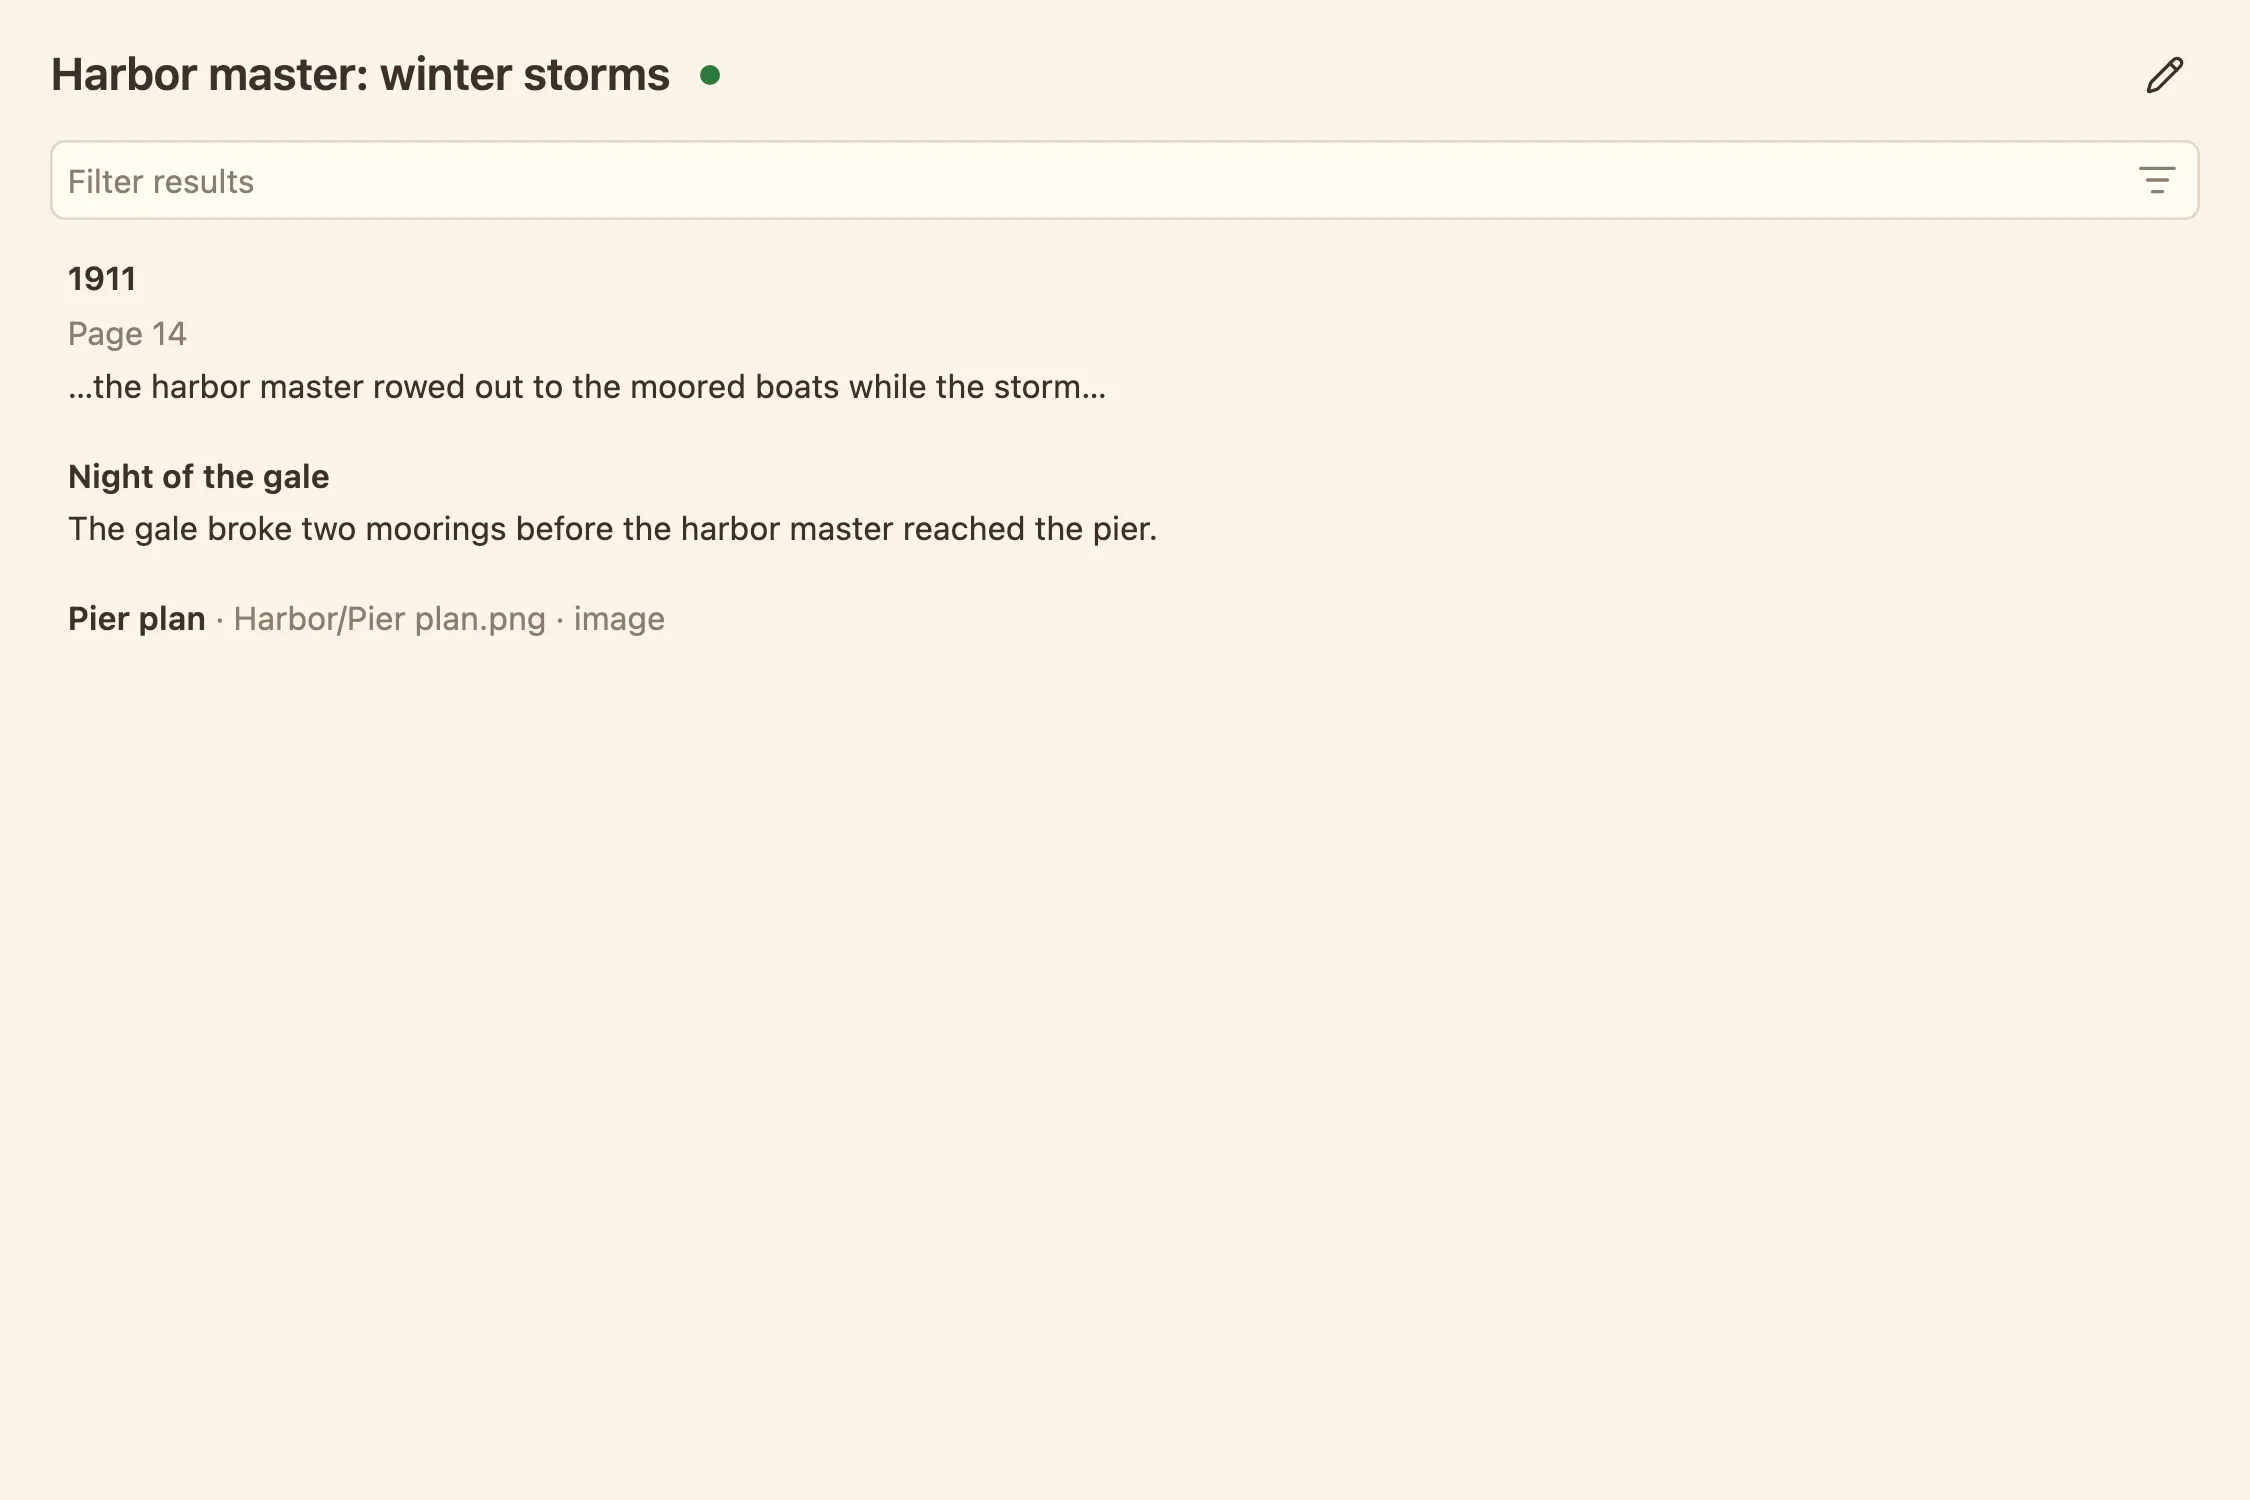 Harbor master: winter storms
Filter results
1911
Page 14
...the harbor master rowed out to the moored boats while the storm...
Night of the gale
The gale broke two moorings before the harbor master reached the pier.
Pier plan · Harbor/Pier plan.png · image